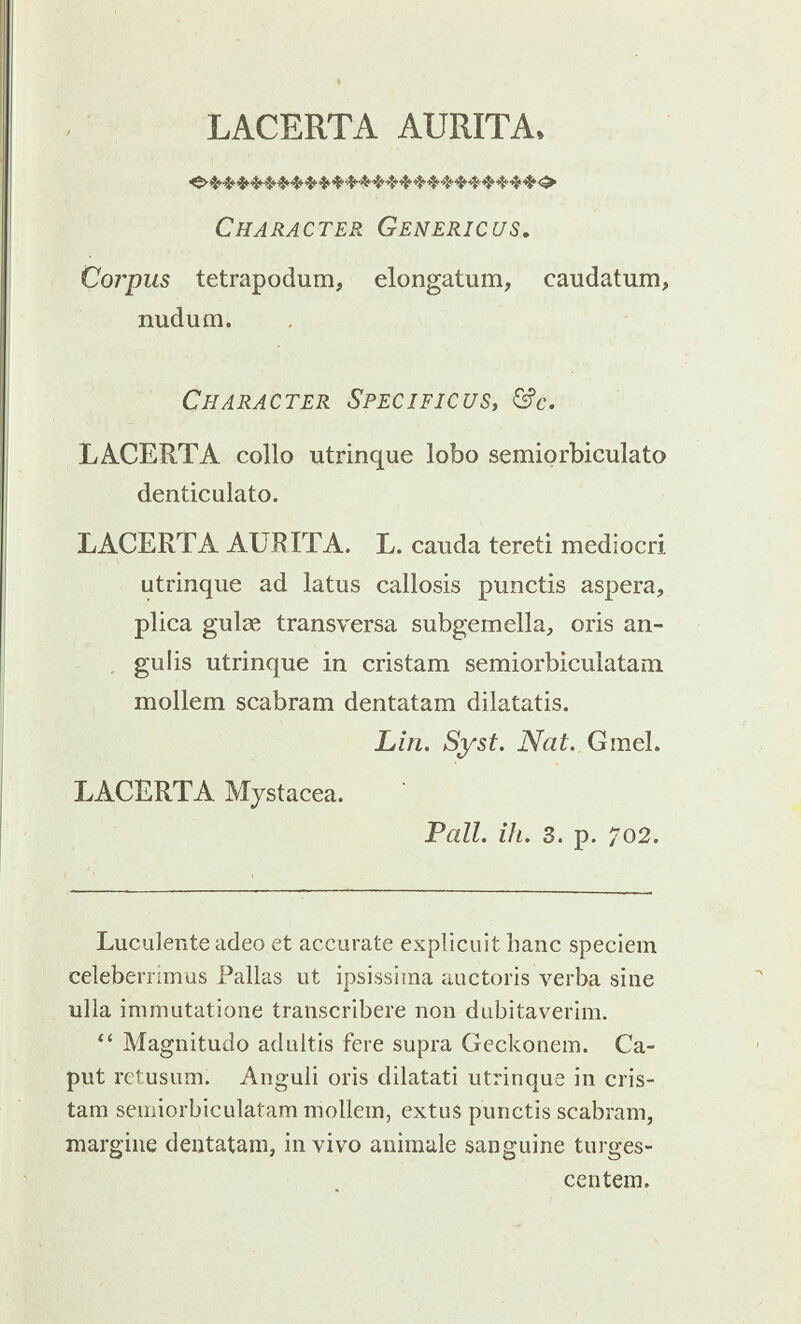 LACERTA AURITA.
CHARACTER GENERICUS.
Corpus tetrapodum, elongatum, caudatum,
nudum.
CHARACTER SPECIFICUS, &c.
LACERTA collo utrinque lobo semiorbiculato
denticulato.
LACERTA AURITA. L. cauda tereti mediocri
utrinque ad latus callosis punctis aspera,
plica gulæ transversa subgemella, oris an-
gulis utrinque in cristam semiorbiculatam
mollem scabram dentatam dilatatis.
Lin. Syst. Nat. Gmel.
LACERTA Mystacea.
Pall. ih. 3. p. 702.
Luculente adeo et accurate explicuit hanc speciem
celeberrimus Pallas ut ipsissima auctoris verba sine
ulla immutatione transcribere non dubitaverim.
“ Magnitudo adultis fere supra Geckonem. Ca-
put retusum. Anguli oris dilatati utrinque in cris-
tam semiorbiculatam mollem, extus punctis scabram,
margine dentatam, in vivo animale sanguine turges-
centem.